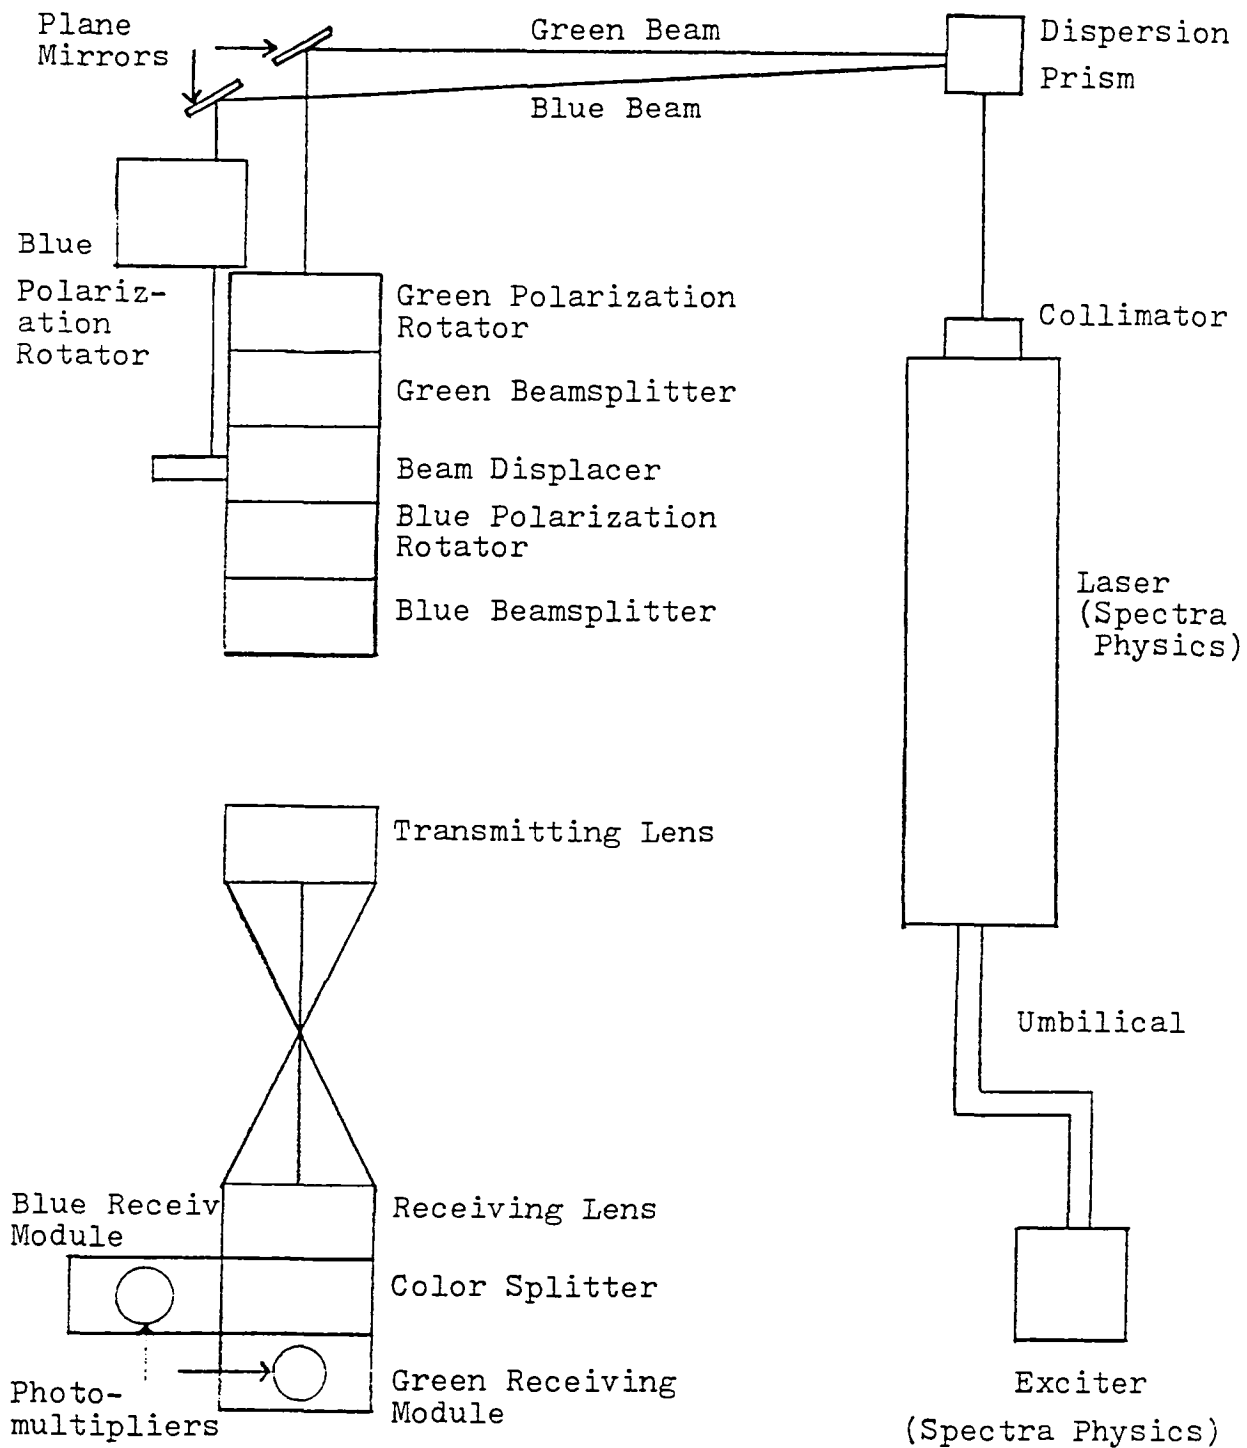 Plane
Mirrors
Green Beam
Blue Beam
Dispersion
Prism
Blue
Polariz-
ation
Rotator
Green Polarization
Rotator
Green Beamsplitter
Beam Displacer
Blue Polarization
Rotator
Blue Beamsplitter
Collimator
Laser
(Spectra
Physics)
Transmitting Lens
Umbilical
Blue Receiv
Module
Receiving Lens
Color Splitter
Photo-
multipliers
Green Receiving
Module
Exciter
(Spectra Physics)